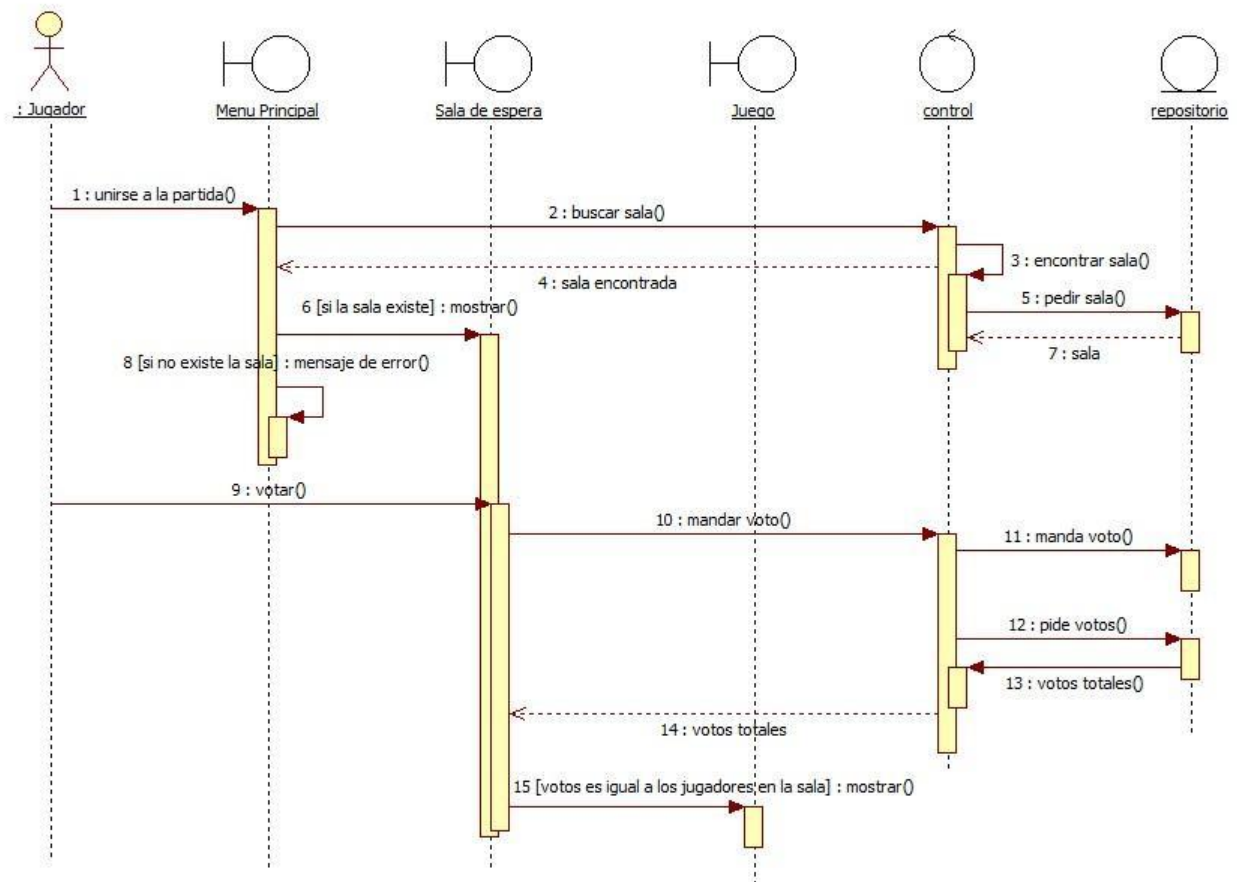 : Jugador
Menu Principal
Sala de espera
Juego
control
repositorio
1 : unirse a la partida()
2 : buscar sala()
3 : encontrar sala()
4 : sala encontrada
5 : pedir sala()
6 [si la sala existe] : mostrar()
7 : sala
8 [si no existe la sala] : mensaje de error()
9 : votar()
10 : mandar voto()
11 : manda voto()
12 : pide votos()
13 : votos totales()
14 : votos totales
15 [votos es igual a los jugadores en la sala] : mostrar()